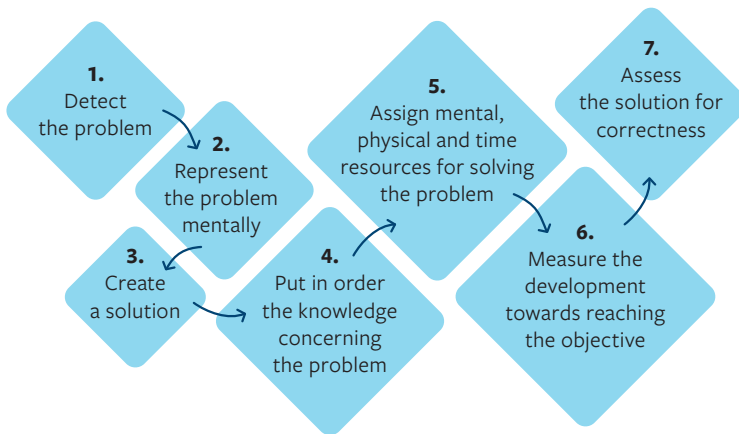 1.
Detect
the problem
2.
Represent
the problem
mentally
3.
Create
a solution
4.
Put in order
the knowledge
concerning
the problem
5.
Assign mental,
physical and time
resources for solving
the problem
6.
Measure the
development
towards reaching
the objective
7.
Assess
the solution for
correctness